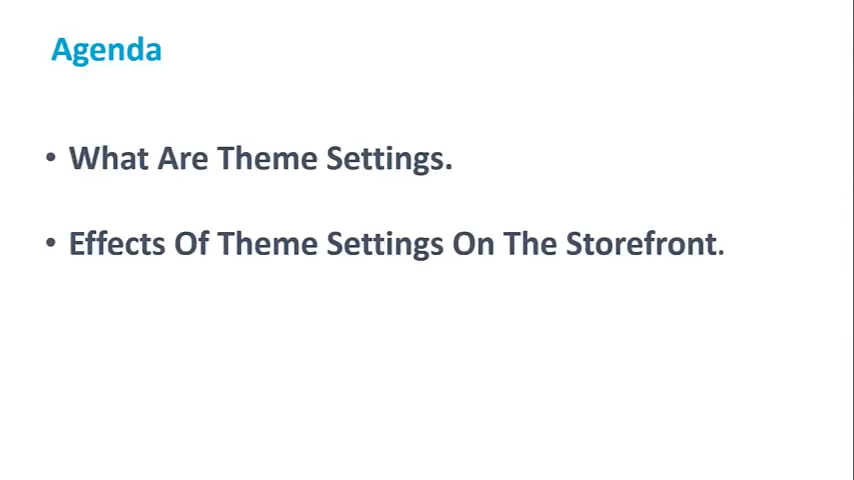 Agenda
• What Are Theme Settings.
• Effects Of Theme Settings On The Storefront.